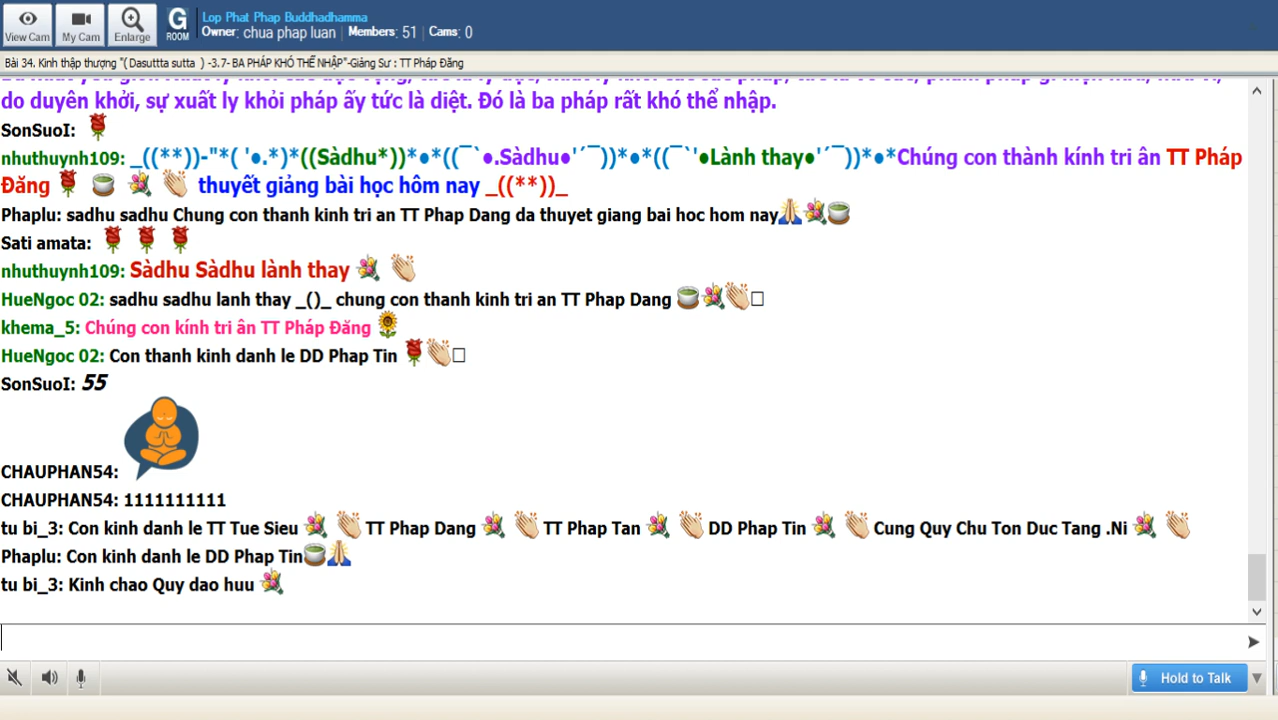 View Cam
My Cam
Enlarge
G
ROOM
Lop Phat Phap Buddhadhamma
Owner: chua phap luan | Members: 51 | Cams: 0
Bài 34. Kinh thập thượng "(Dasuttta sutta ) -3.7- BA PHÁP KHÓ THỂ NHẬP"-Giảng Sư : TT Pháp Đăng
do duyên khởi, sự xuất ly khỏi pháp ấy tức là diệt. Đó là ba pháp rất khó thể nhập.
SonSuoI: 🌹
nhuthuynh109: _((**))-"*( '●.*)*((Sàdhu*))*●*((¯`●.Sàdhu●'´¯))*●*((¯`'●Lành thay●'´¯))*●*Chúng con thành kính tri ân TT Pháp
Đăng 🌹 🍵 💐 👏 thuyết giảng bài học hôm nay _((**))_
Phaplu: sadhu sadhu Chung con thanh kinh tri an TT Phap Dang da thuyet giang bai hoc hom nay🙏💐🍵
Sati amata: 🌹 🌹 🌹
nhuthuynh109: Sàdhu Sàdhu lành thay 💐 👏
HueNgoc 02: sadhu sadhu lanh thay _()_ chung con thanh kinh tri an TT Phap Dang 🍵💐👏□
khema_5: Chúng con kính tri ân TT Pháp Đăng 🌻
HueNgoc 02: Con thanh kinh danh le DD Phap Tin 🌹👏□
SonSuoI: 55
CHAUPHAN54:
CHAUPHAN54: 1111111111
tu bi_3: Con kinh danh le TT Tue Sieu 💐 👏 TT Phap Dang 💐 👏 TT Phap Tan 💐 👏 DD Phap Tin 💐 👏 Cung Quy Chu Ton Duc Tang .Ni 💐 👏
Phaplu: Con kinh danh le DD Phap Tin🍵🙏
tu bi_3: Kinh chao Quy dao huu 💐
Hold to Talk